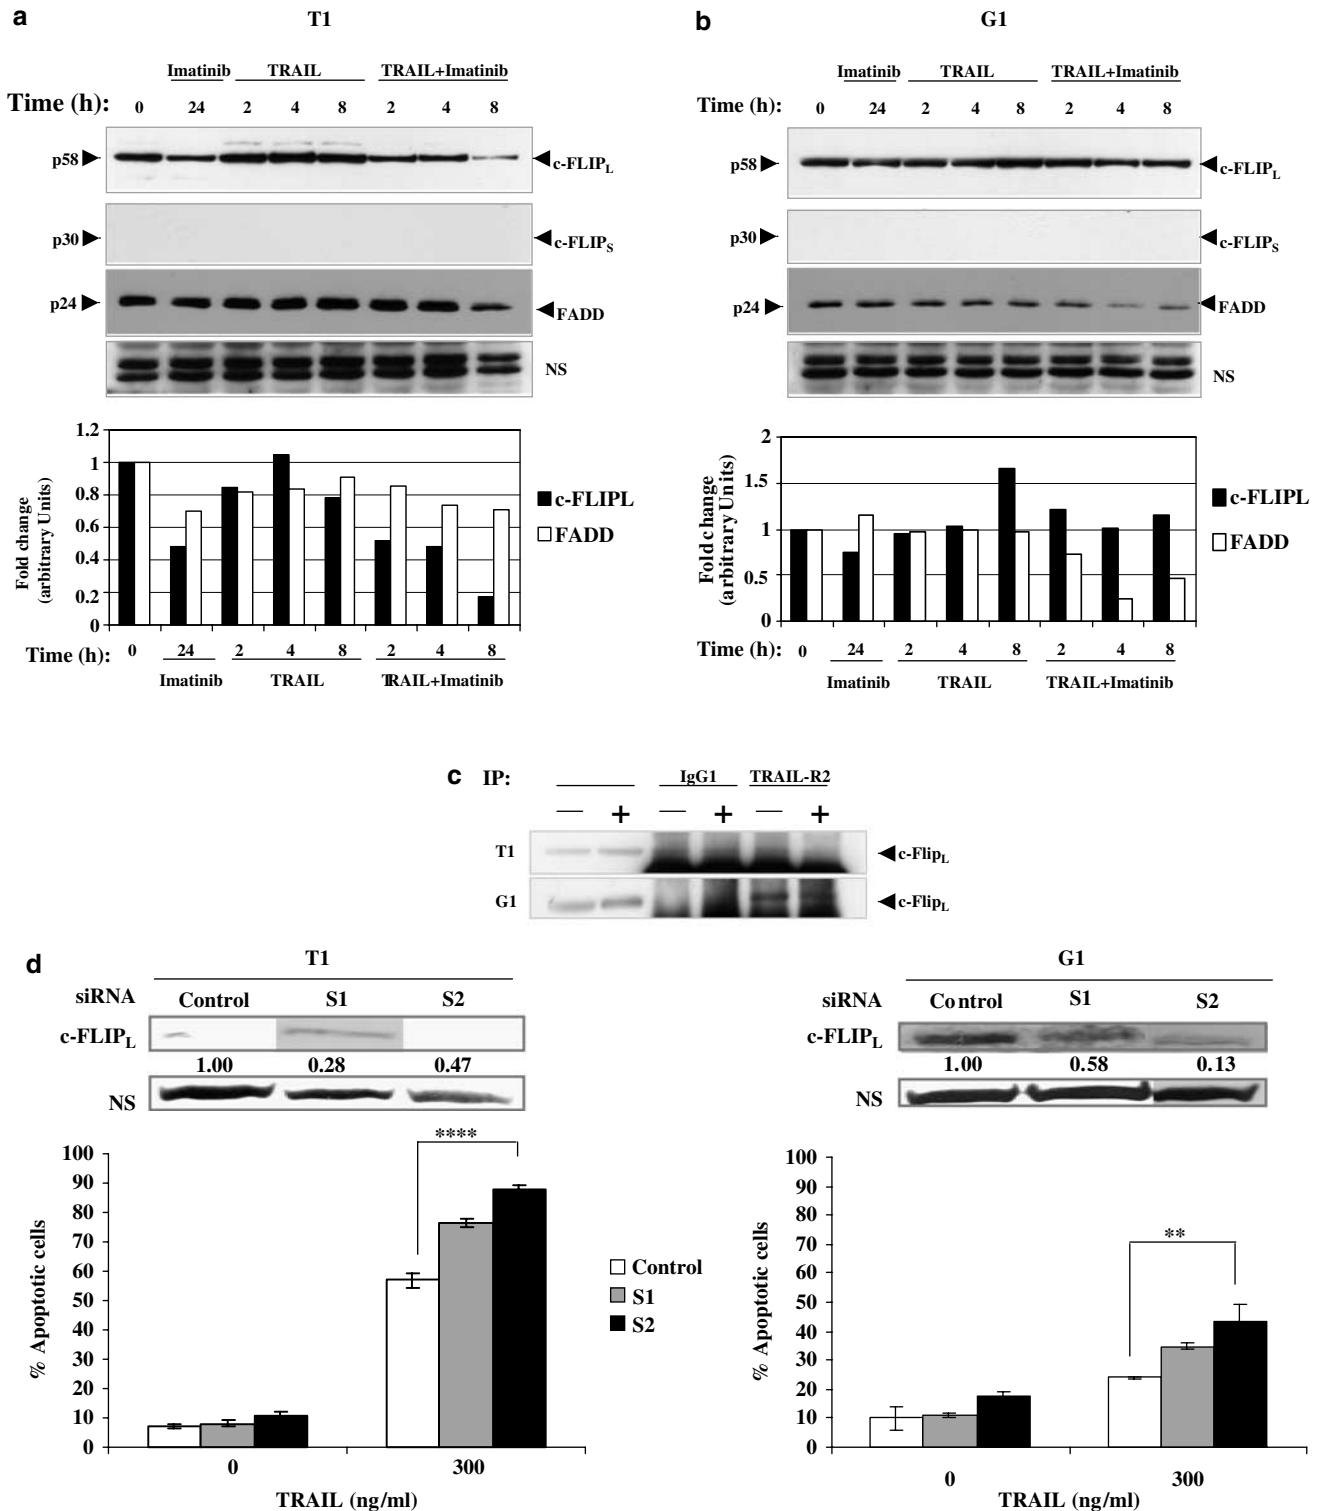 a
T1
Imatinib TRAIL TRAIL+Imatinib
Time (h): 0 24 2 4 8 2 4 8
p58 c-FLIPL
p30 c-FLIPS
p24 FADD
NS
1.2
1
0.8
0.6
0.4
0.2
0
Fold change
(arbitrary Units)
c-FLIPL
FADD
Time (h): 0 24 2 4 8 2 4 8
Imatinib TRAIL TRAIL+Imatinib
b
G1
Imatinib TRAIL TRAIL+Imatinib
Time (h): 0 24 2 4 8 2 4 8
p58 c-FLIPL
p30 c-FLIPS
p24 FADD
NS
2
1.5
1
0.5
0
Fold change
(arbitrary Units)
c-FLIPL
FADD
Time (h): 0 24 2 4 8 2 4 8
Imatinib TRAIL TRAIL+Imatinib
c IP: IgG1 TRAIL-R2
— + — + — +
T1 c-FlipL
G1 c-FlipL
d
T1
siRNA Control S1 S2
c-FLIPL
1.00 0.28 0.47
NS
****
100
90
80
70
60
50
40
30
20
10
0
% Apoptotic cells
0 300
TRAIL (ng/ml)
Control
S1
S2
G1
siRNA Control S1 S2
c-FLIPL
1.00 0.58 0.13
NS
**
100
90
80
70
60
50
40
30
20
10
0
% Apoptotic cells
0 300
TRAIL (ng/ml)